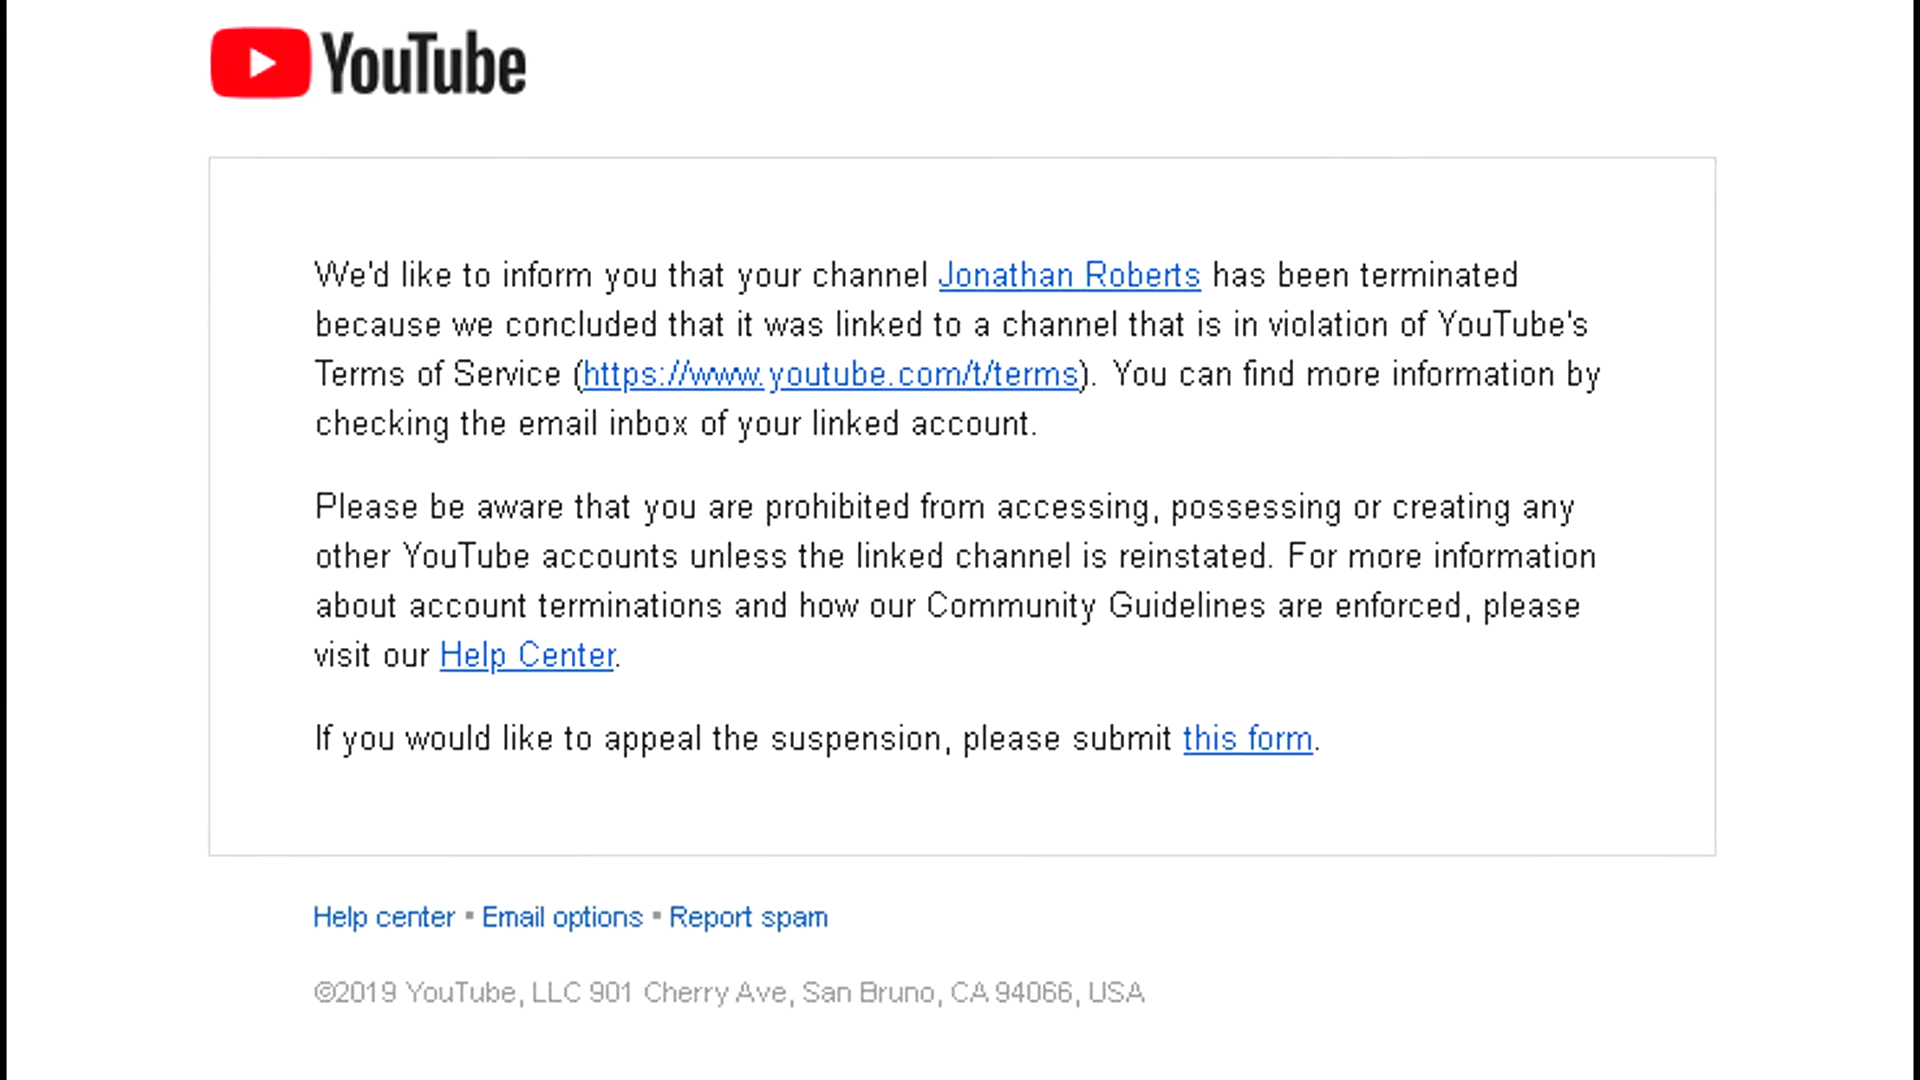 YouTube
We'd like to inform you that your channel Jonathan Roberts has been terminated
because we concluded that it was linked to a channel that is in violation of YouTube's
Terms of Service (https://www.youtube.com/t/terms). You can find more information by
checking the email inbox of your linked account.
Please be aware that you are prohibited from accessing, possessing or creating any
other YouTube accounts unless the linked channel is reinstated. For more information
about account terminations and how our Community Guidelines are enforced, please
visit our Help Center.
If you would like to appeal the suspension, please submit this form.
Help center ▪ Email options ▪ Report spam
©2019 YouTube, LLC 901 Cherry Ave, San Bruno, CA 94066, USA